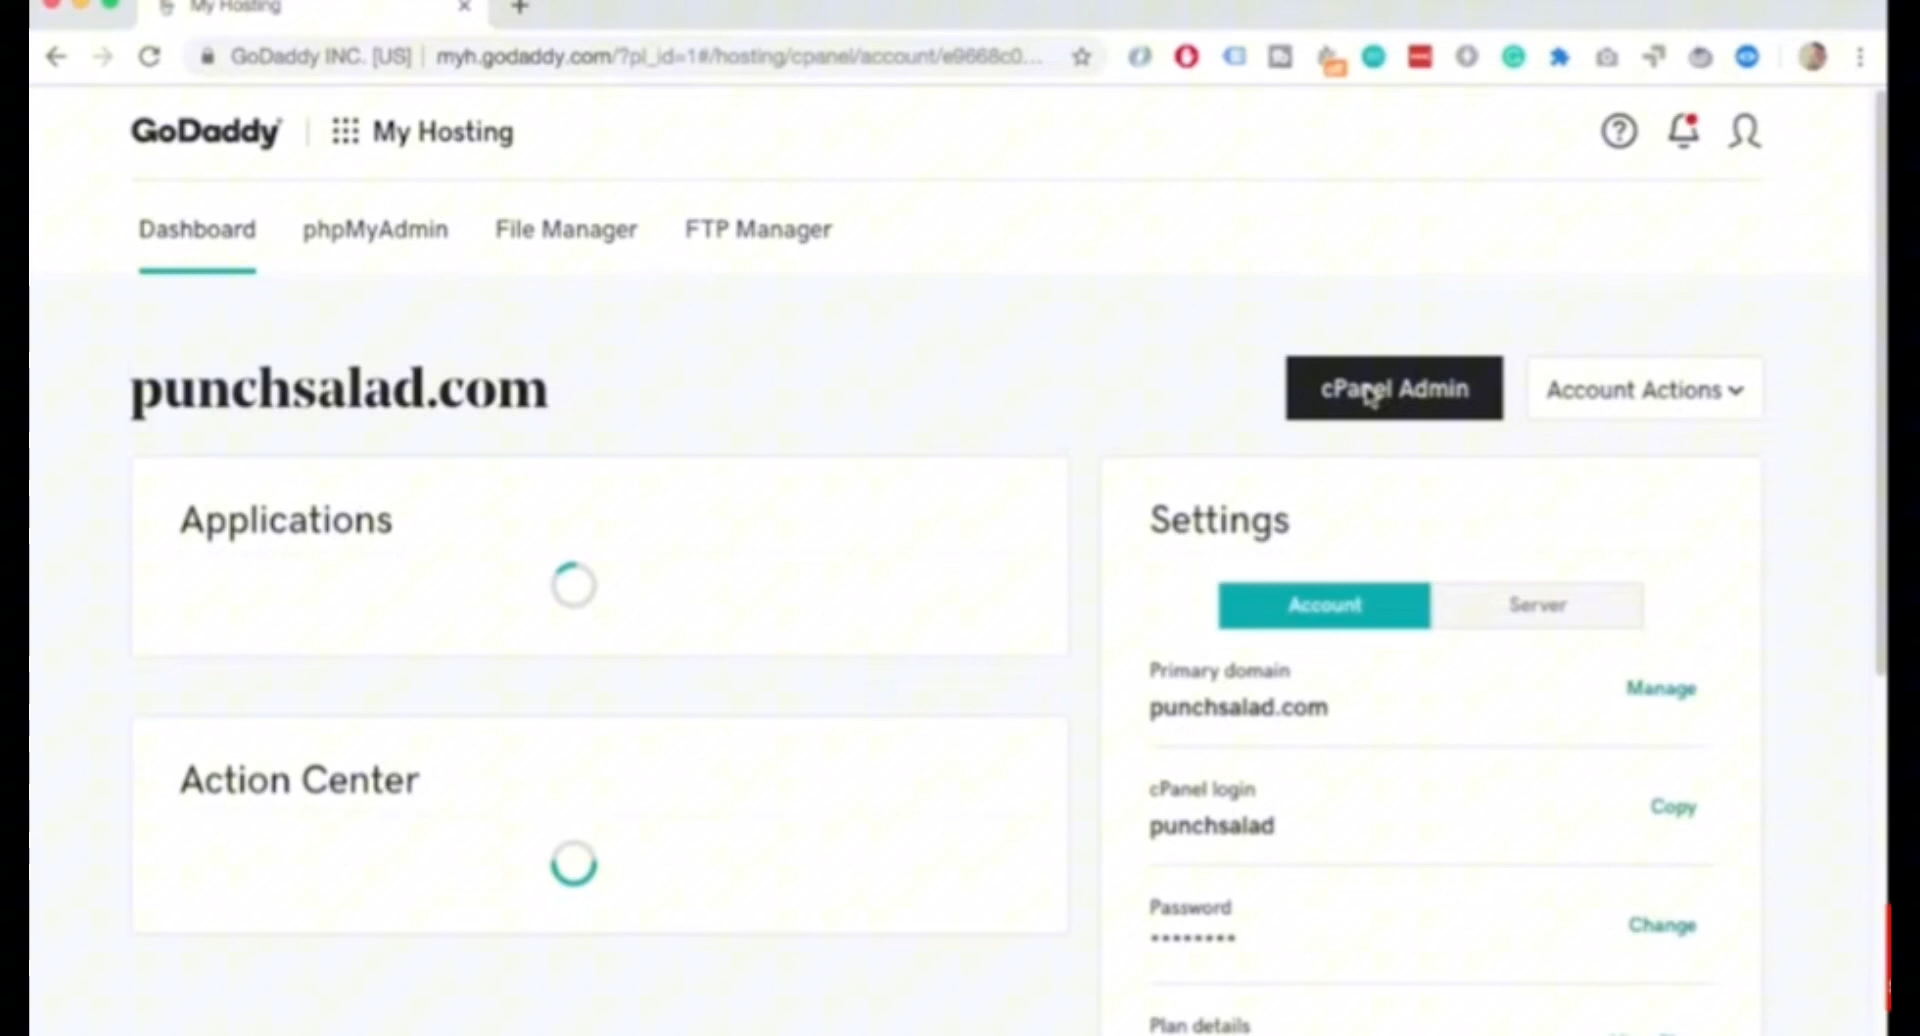 My Hosting
GoDaddy INC. [US] | myh.godaddy.com/?pl_id=1#/hosting/cpanel/account/e9668c0...
GoDaddy My Hosting
Dashboard phpMyAdmin File Manager FTP Manager
punchsalad.com
cPanel Admin Account Actions
Applications
Settings
Account Server
Primary domain
Manage
punchsalad.com
Action Center
cPanel login
Copy
punchsalad
Password
Change
••••••••
Plan details